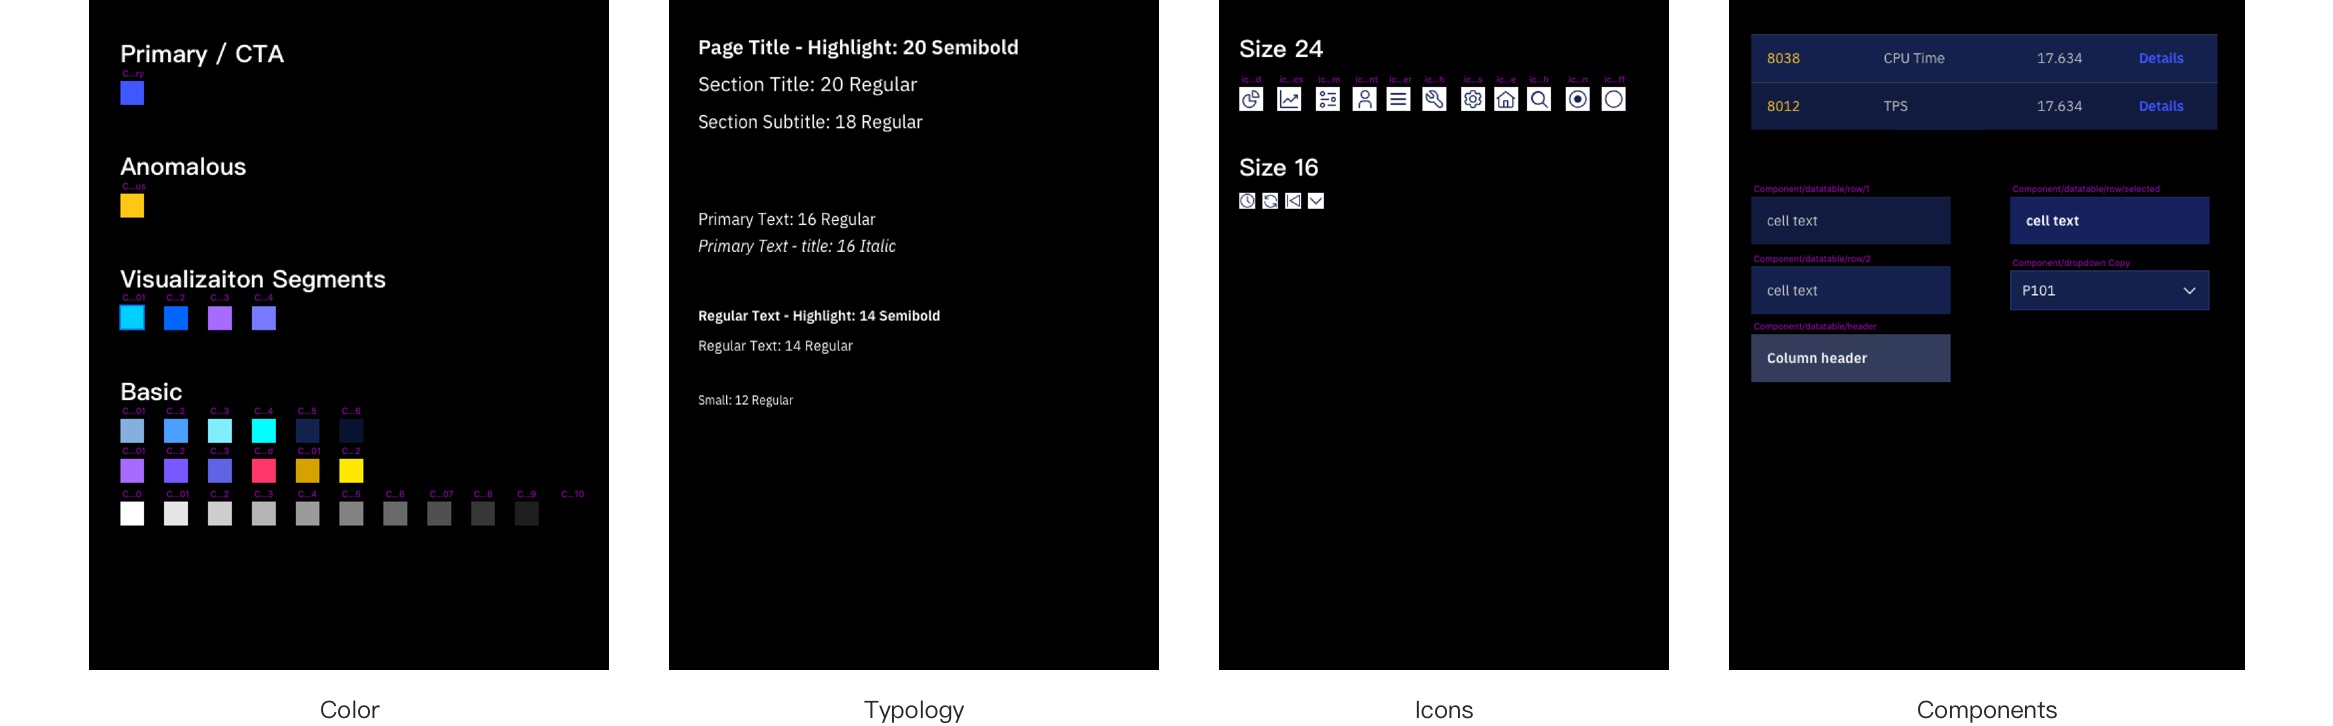 Primary / CTA
C...ry
Anomalous
C...us
Visualizaiton Segments
C...01 C...2 C...3 C...4
Basic
C...01 C...2 C...3 C...4 C...5 C...6
C...01 C...2 C...3 C...d C...01 C...2
C...0 C...01 C...2 C...3 C...4 C...5 C...6 C...07 C...8 C...9 C...10
Color
Page Title - Highlight: 20 Semibold
Section Title: 20 Regular
Section Subtitle: 18 Regular
Primary Text: 16 Regular
Primary Text - title: 16 Italic
Regular Text - Highlight: 14 Semibold
Regular Text: 14 Regular
Small: 12 Regular
Typology
Size 24
ic...d ic...cs ic...m ic...nt ic...er ic...h ic...s ic...e ic...h ic...n ic...ff
Size 16
Icons
8038 CPU Time 17.634 Details
8012 TPS 17.634 Details
Component/datatable/row/1
cell text
Component/datatable/row/2
cell text
Component/datatable/header
Column header
Component/datatable/row/selected
cell text
Component/dropdown Copy
P101
Components